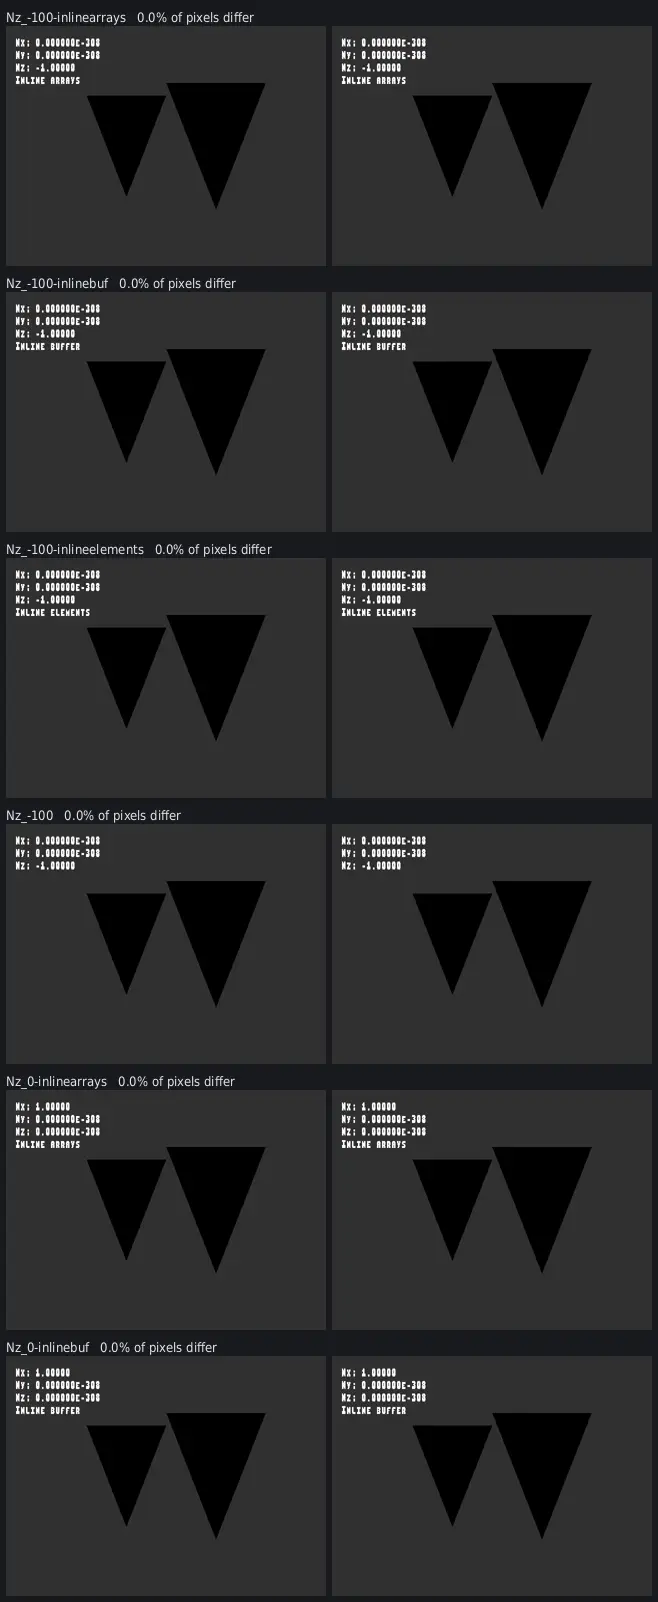 Nz_-100-inlinearrays 0.0% of pixels differ
Nx: 0.000000E-308
Ny: 0.000000E-308
Nz: -1.00000
Inline arrays
Nx: 0.000000E-308
Ny: 0.000000E-308
Nz: -1.00000
Inline arrays
Nz_-100-inlinebuf 0.0% of pixels differ
Nx: 0.000000E-308
Ny: 0.000000E-308
Nz: -1.00000
Inline buffer
Nx: 0.000000E-308
Ny: 0.000000E-308
Nz: -1.00000
Inline buffer
Nz_-100-inlineelements 0.0% of pixels differ
Nx: 0.000000E-308
Ny: 0.000000E-308
Nz: -1.00000
Inline elements
Nx: 0.000000E-308
Ny: 0.000000E-308
Nz: -1.00000
Inline elements
Nz_-100 0.0% of pixels differ
Nx: 0.000000E-308
Ny: 0.000000E-308
Nz: -1.00000
Nx: 0.000000E-308
Ny: 0.000000E-308
Nz: -1.00000
Nz_0-inlinearrays 0.0% of pixels differ
Nx: 1.00000
Ny: 0.000000E-308
Nz: 0.000000E-308
Inline arrays
Nx: 1.00000
Ny: 0.000000E-308
Nz: 0.000000E-308
Inline arrays
Nz_0-inlinebuf 0.0% of pixels differ
Nx: 1.00000
Ny: 0.000000E-308
Nz: 0.000000E-308
Inline buffer
Nx: 1.00000
Ny: 0.000000E-308
Nz: 0.000000E-308
Inline buffer